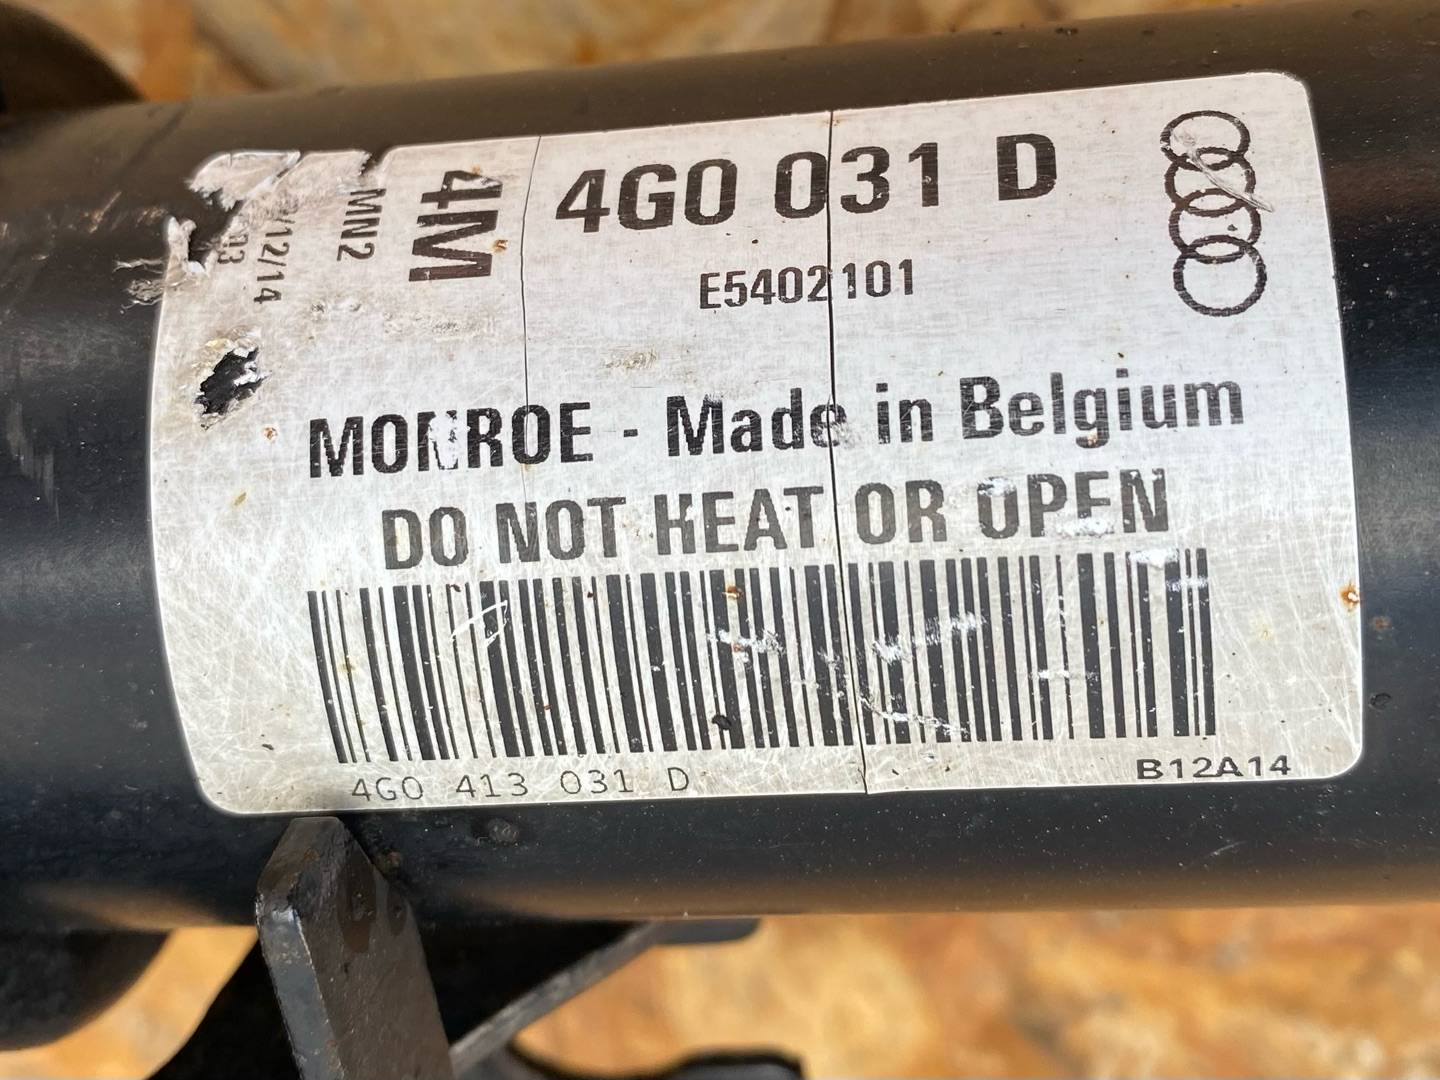 4G0 031 D
E5402101
4M
MN2
/12/14
MONROE - Made in Belgium
DO NOT HEAT OR OPEN
4G0 413 031 D
B12A14